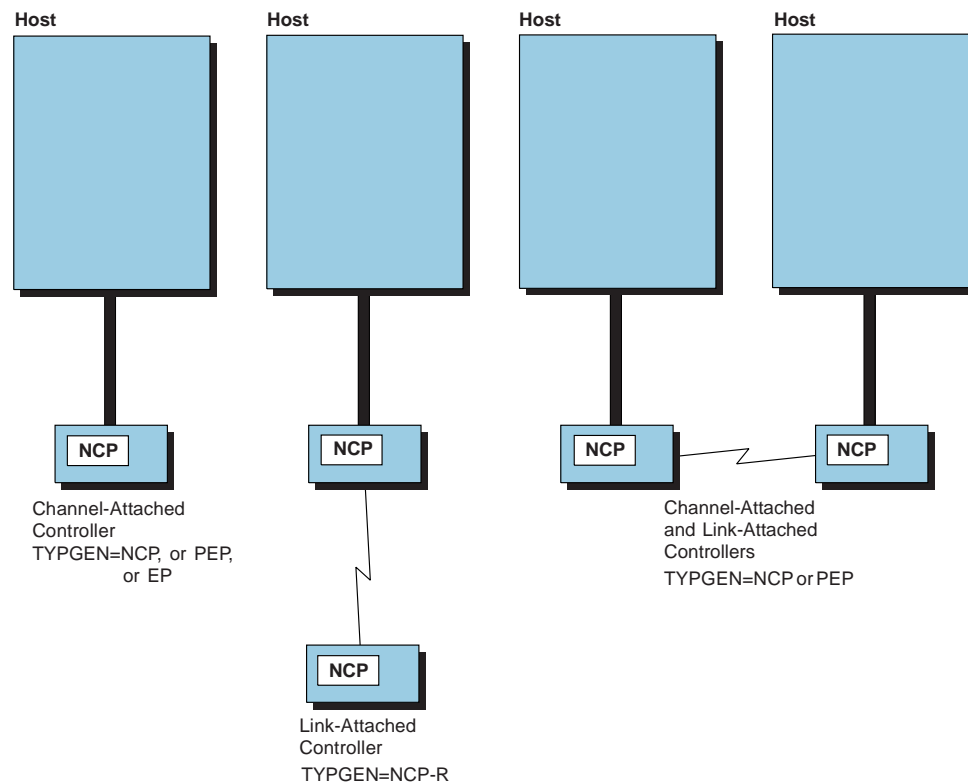 Host
Host
Host
Host
NCP
NCP
NCP
NCP
Channel-Attached
Controller
TYPGEN=NCP, or PEP,
or EP
Channel-Attached
and Link-Attached
Controllers
TYPGEN=NCP or PEP
NCP
Link-Attached
Controller
TYPGEN=NCP-R